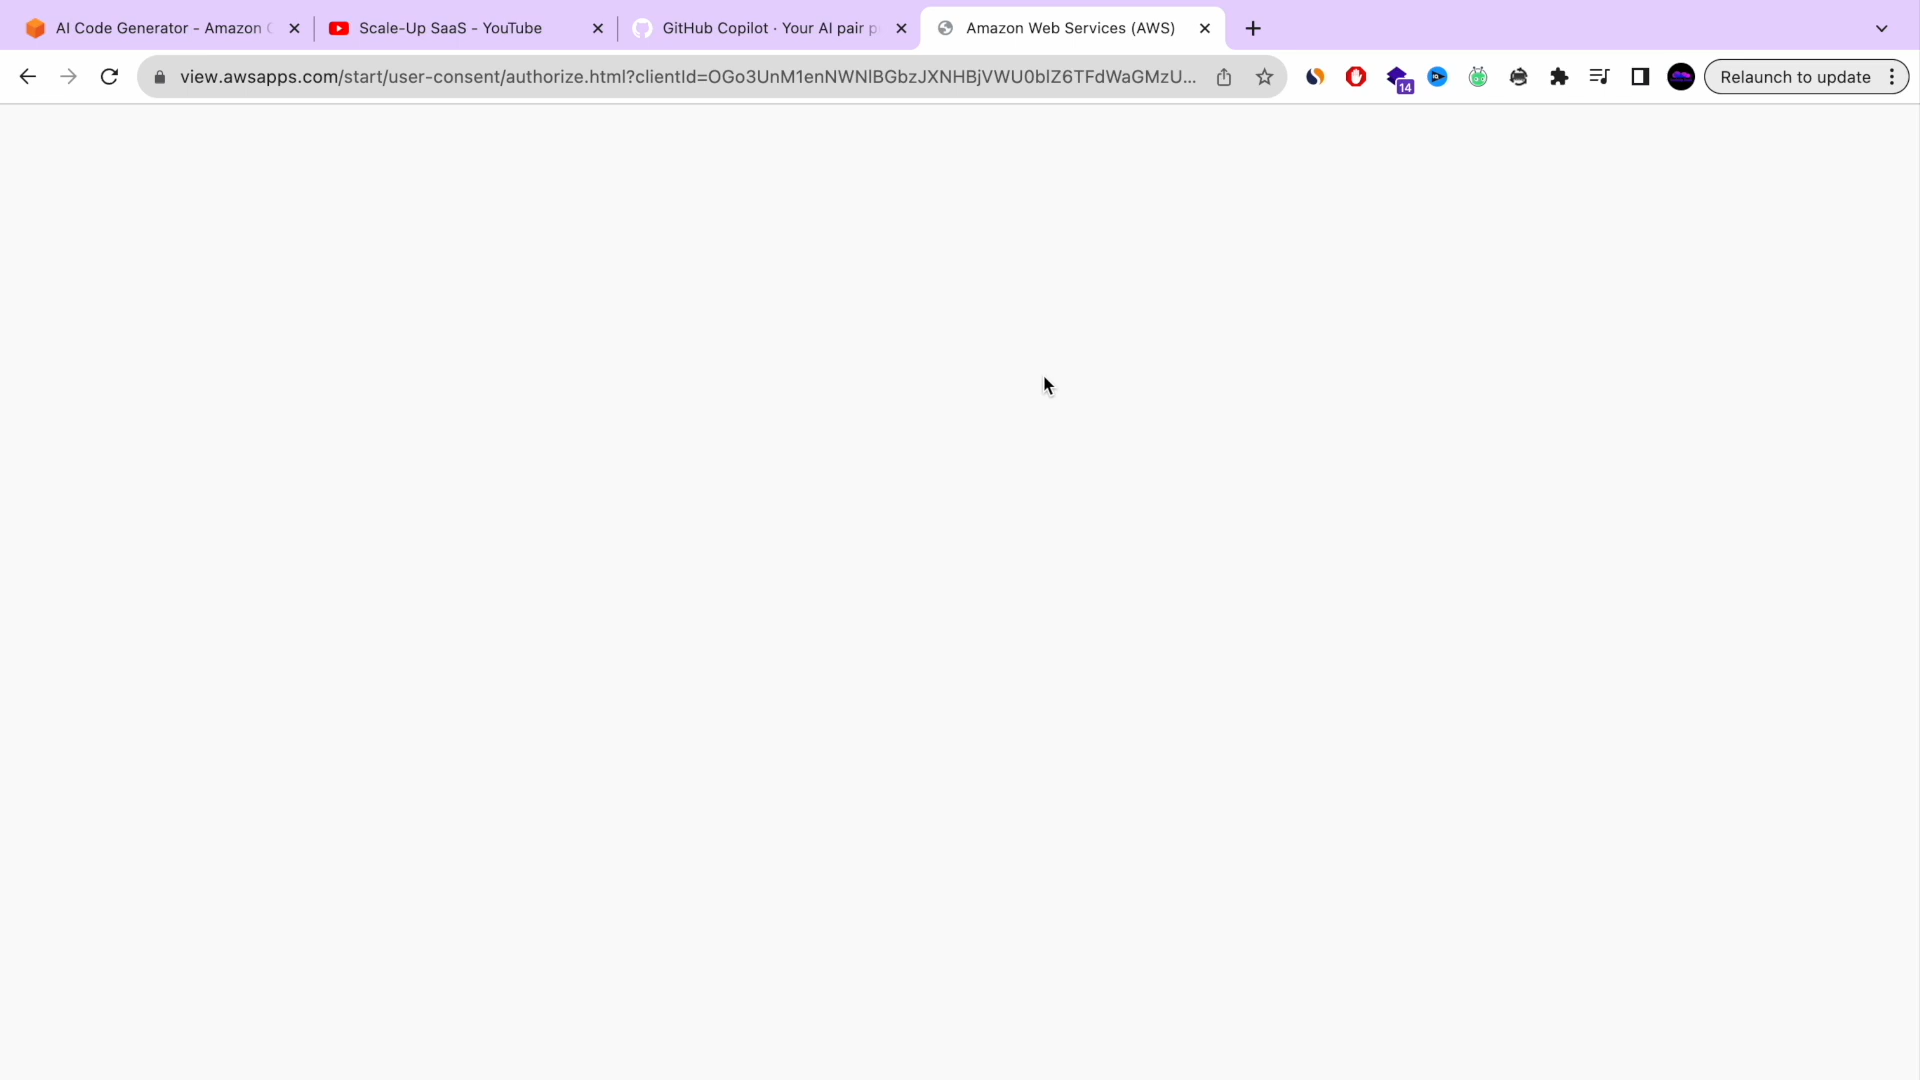 AI Code Generator - Amazon
Scale-Up SaaS - YouTube
GitHub Copilot · Your AI pair p
Amazon Web Services (AWS)
view.awsapps.com/start/user-consent/authorize.html?clientId=OGo3UnM1enNWNlBGbzJXNHBjVWU0blZ6TFdWaGMzU...
14
Relaunch to update